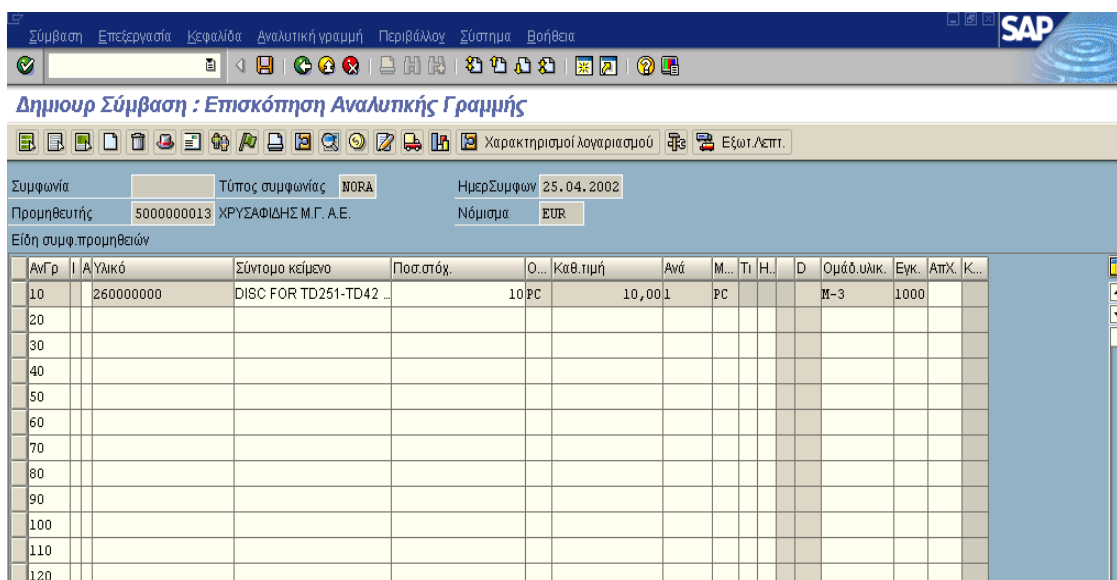 Σύμβαση Επεξεργασία Κεφαλίδα Αναλυτική γραμμή Περιβάλλον Σύστημα Βοήθεια
SAP
Δημιουρ Σύμβαση : Επισκόπηση Αναλυτικής Γραμμής
Χαρακτηρισμοί λογαριασμού Εξωτ.Λεπτ.
Συμφωνία Τύπος συμφωνίας NORA ΗμερΣυμφων 25.04.2002
Προμηθευτής 5000000013 ΧΡΥΣΑΦΙΔΗΣ Μ.Γ. Α.Ε. Νόμισμα EUR
Είδη συμφ.προμηθειών
ΑνΓρ I A Υλικό Σύντομο κείμενο Ποσ.στόχ. Ο... Καθ.τιμή Ανά Μ... Τι Η.. D Ομάδ.υλικ. Εγκ. ΑπΧ. Κ...
10 260000000 DISC FOR TD251-TD42 .. 10 PC 10,00 1 PC M-3 1000
20
30
40
50
60
70
80
90
100
110
120